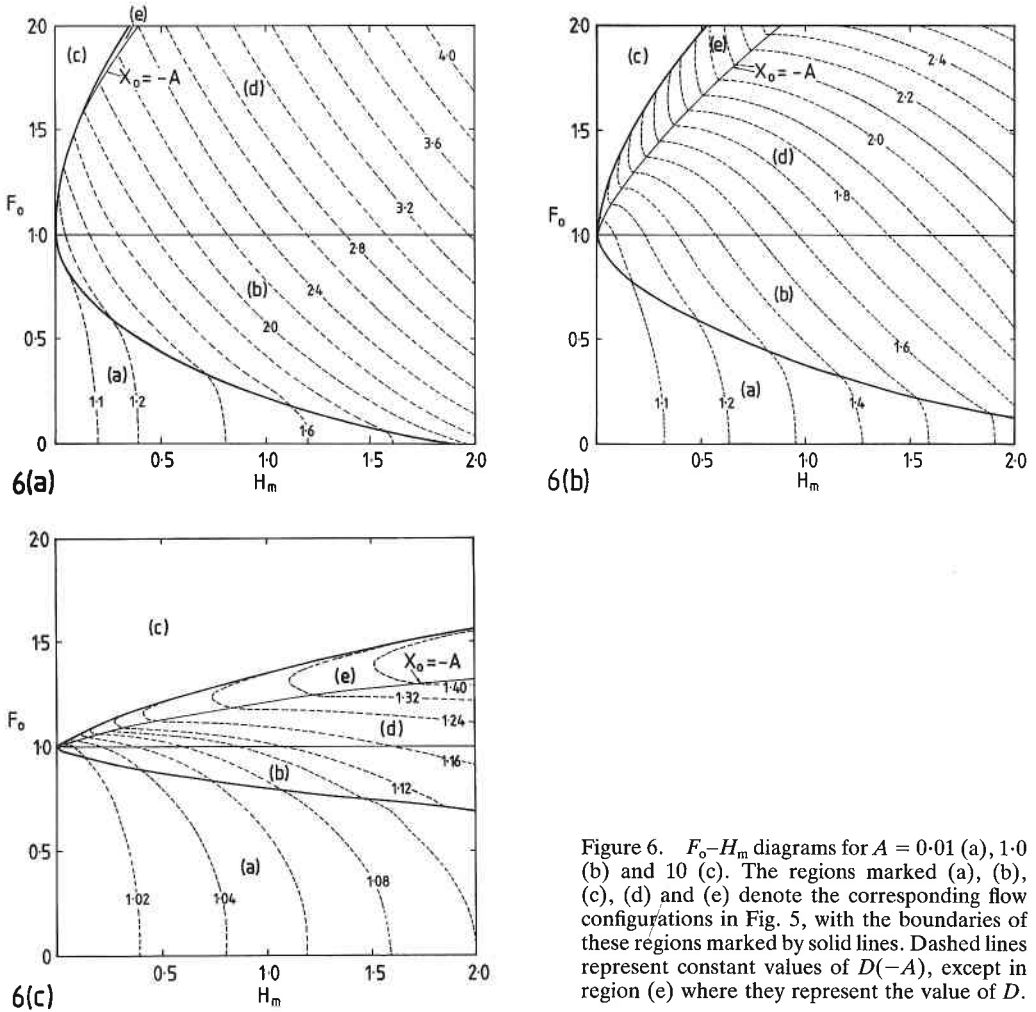 (e)
2·0
(c)
X₀=-A
(d)
4·0
1·5
3·6
F₀
3·2
1·0
2·8
(b)
2·4
0·5
2·0
(a)
1·1
1·2
1·6
0
0·5
1·0
1·5
2·0
6(a)
Hₘ
2·0
(e)
(c)
2·4
X₀=-A
2·2
1·5
2·0
(d)
F₀
1·8
1·0
(b)
0·5
1·6
(a)
1·1
1·2
1·4
0
0·5
1·0
1·5
2·0
6(b)
Hₘ
2·0
(c)
1·5
X₀=-A
(e)
1·40
1·32
F₀
1·24
(d)
1·0
1·16
(b)
1·12
0·5
(a)
1·08
1·02
1·04
0
0·5
1·0
1·5
2·0
6(c)
Hₘ
Figure 6. F₀–Hₘ diagrams for A = 0·01 (a), 1·0
(b) and 10 (c). The regions marked (a), (b),
(c), (d) and (e) denote the corresponding flow
configurations in Fig. 5, with the boundaries of
these regions marked by solid lines. Dashed lines
represent constant values of D(−A), except in
region (e) where they represent the value of D.